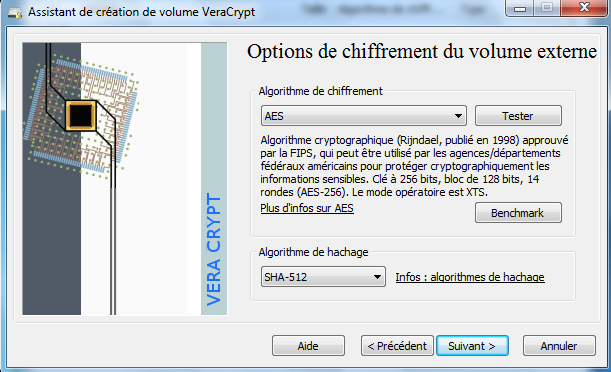 Assistant de création de volume VeraCrypt
Options de chiffrement du volume externe
Algorithme de chiffrement
AES
Tester
Algorithme cryptographique (Rijndael, publié en 1998) approuvé
par la FIPS, qui peut être utilisé par les agences/départements
fédéraux américains pour protéger cryptographiquement les
informations sensibles. Clé à 256 bits, bloc de 128 bits, 14
rondes (AES-256). Le mode opératoire est XTS.
Plus d'infos sur AES
Benchmark
VERA CRYPT
Algorithme de hachage
SHA-512
Infos : algorithmes de hachage
Aide
< Précédent
Suivant >
Annuler